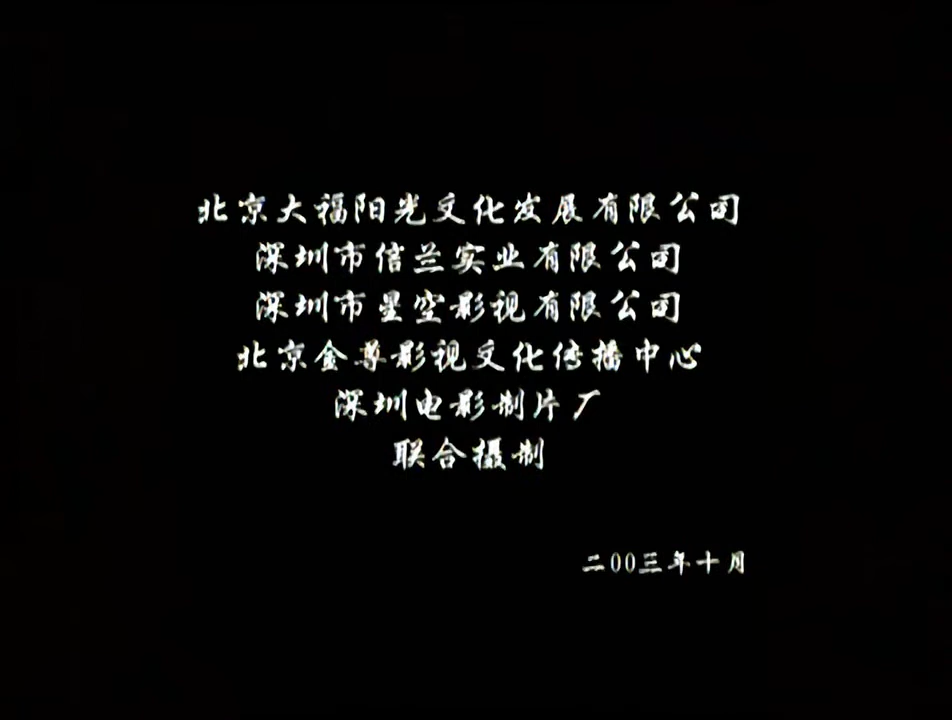 北京大福阳光文化发展有限公司
深圳市信兰实业有限公司
深圳市星空影视有限公司
北京金尊影视文化传播中心
深圳电影制片厂
联合摄制
二00三年十月